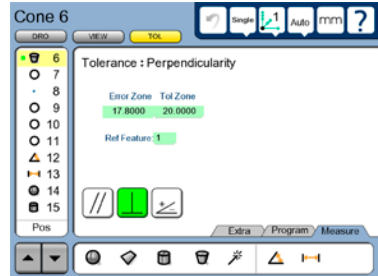 Cone 6
Single
1
Auto
mm
?
DRO
VIEW
TOL
6
7
8
9
10
11
12
13
14
15
Pos
Tolerance : Perpendicularity
Error Zone Tol Zone
17.8000 20.0000
Ref Feature: 1
Extra
Program
Measure